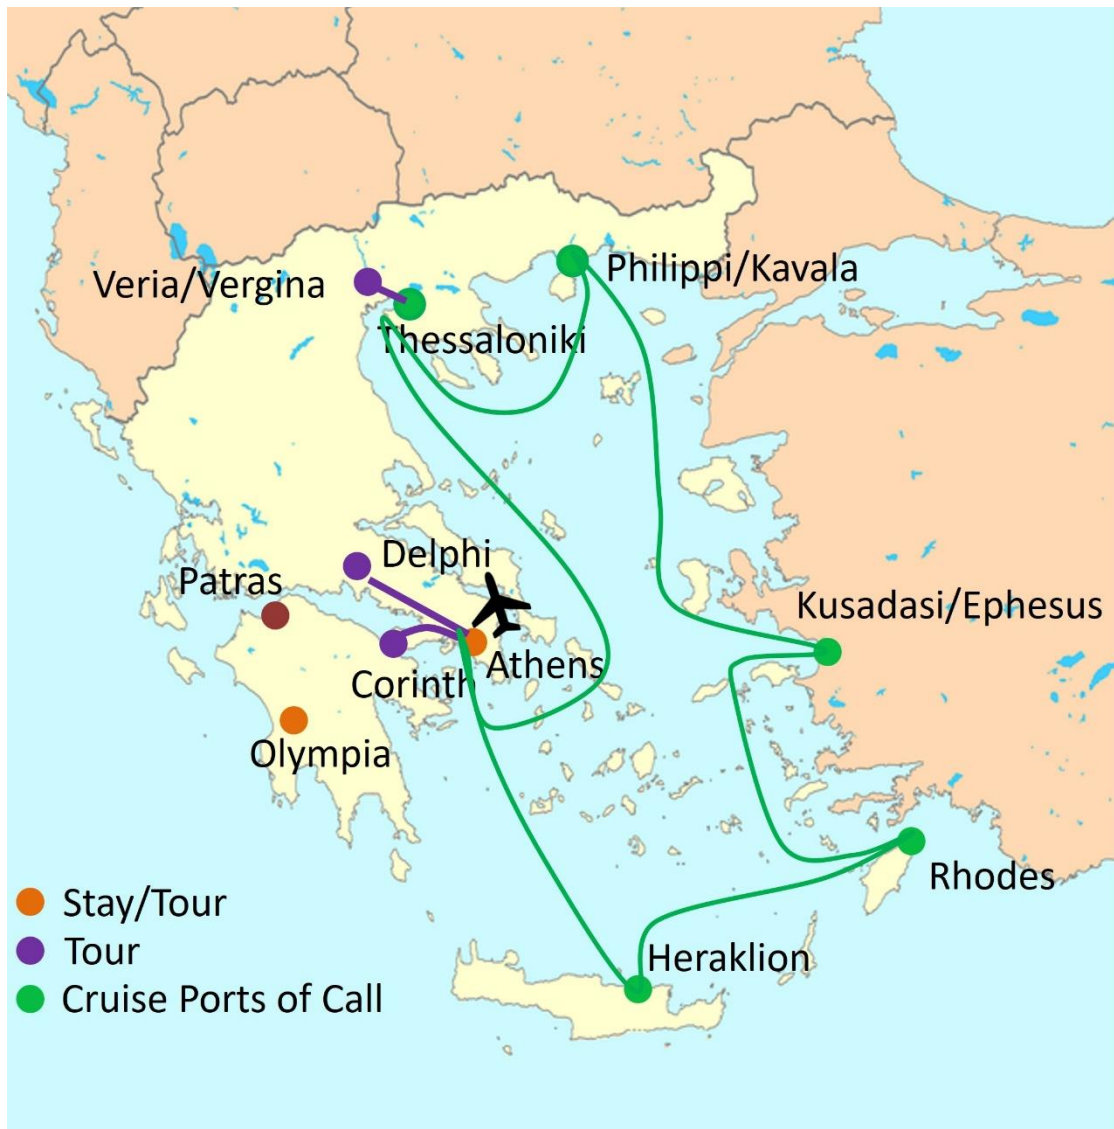 Philippi/Kavala
Veria/Vergina
Thessaloniki
Delphi
Patras
Kusadasi/Ephesus
Athens
Corinth
Olympia
Rhodes
Stay/Tour
Tour
Heraklion
Cruise Ports of Call